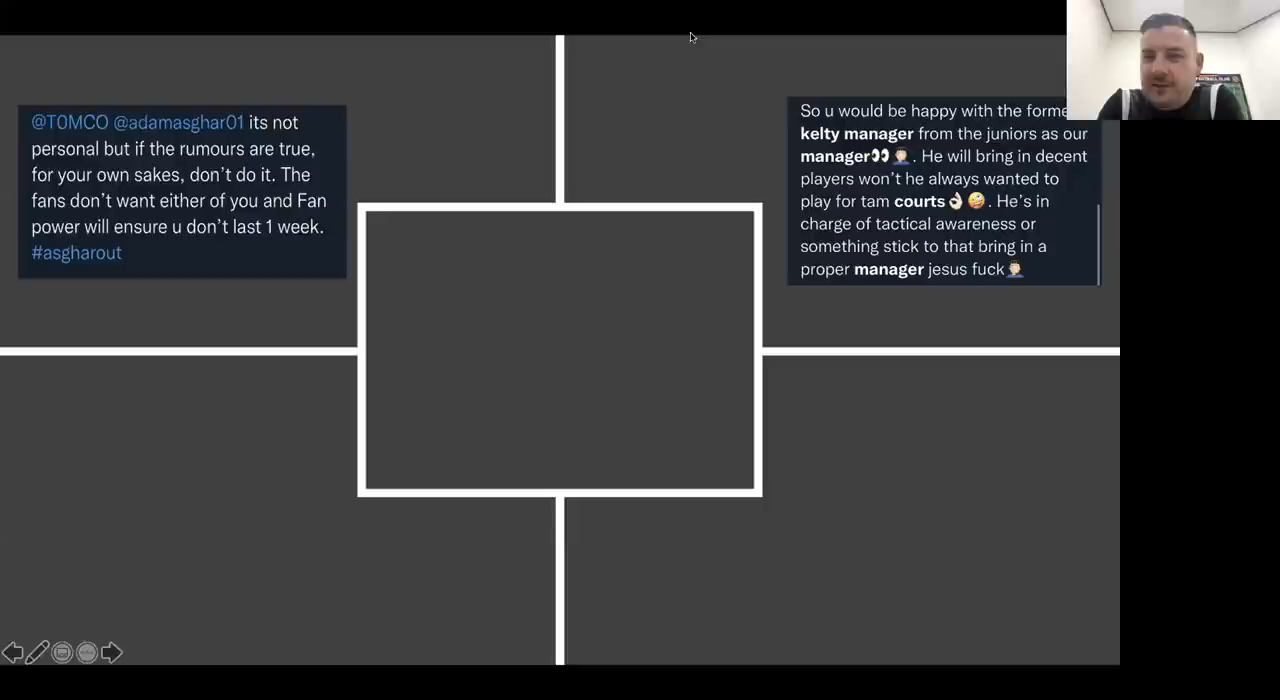 @T0MCO @adamasghar01 its not
personal but if the rumours are true,
for your own sakes, don't do it. The
fans don't want either of you and Fan
power will ensure u don't last 1 week.
#asgharout
So u would be happy with the forme
kelty manager from the juniors as our
manager👀🤦🏻‍♂️. He will bring in decent
players won't he always wanted to
play for tam courts👌🏻🤪. He's in
charge of tactical awareness or
something stick to that bring in a
proper manager jesus fuck🤦🏻‍♂️